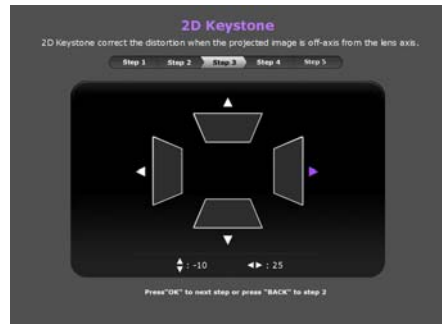 2D Keystone
2D Keystone correct the distortion when the projected image is off-axis from the lens axis.
Step 1 Step 2 Step 3 Step 4 Step 5
: -10 : 25
Press"OK" to next step or press "BACK" to step 2